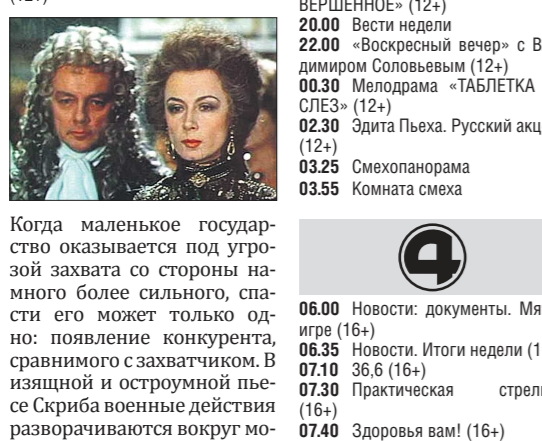 (12+)
Когда маленькое государ-
ство оказывается под угро-
зой захвата со стороны на-
много более сильного, спа-
сти его может только од-
но: появление конкурента,
сравнимого с захватчиком. В
изящной и остроумной пье-
се Скриба военные действия
разворачиваются вокруг мо-
ВЕРШЕННОЕ» (12+)
20.00 Вести недели
22.00 «Воскресный вечер» с В
димиром Соловьевым (12+)
00.30 Мелодрама «ТАБЛЕТКА
СЛЕЗ» (12+)
02.30 Эдита Пьеха. Русский акц
(12+)
03.25 Смехопанорама
03.55 Комната смеха
4
06.00 Новости: документы. Мя
игре (16+)
06.35 Новости. Итоги недели (1
07.10 36,6 (16+)
07.30 Практическая стрел
(16+)
07.40 Здоровья вам! (16+)